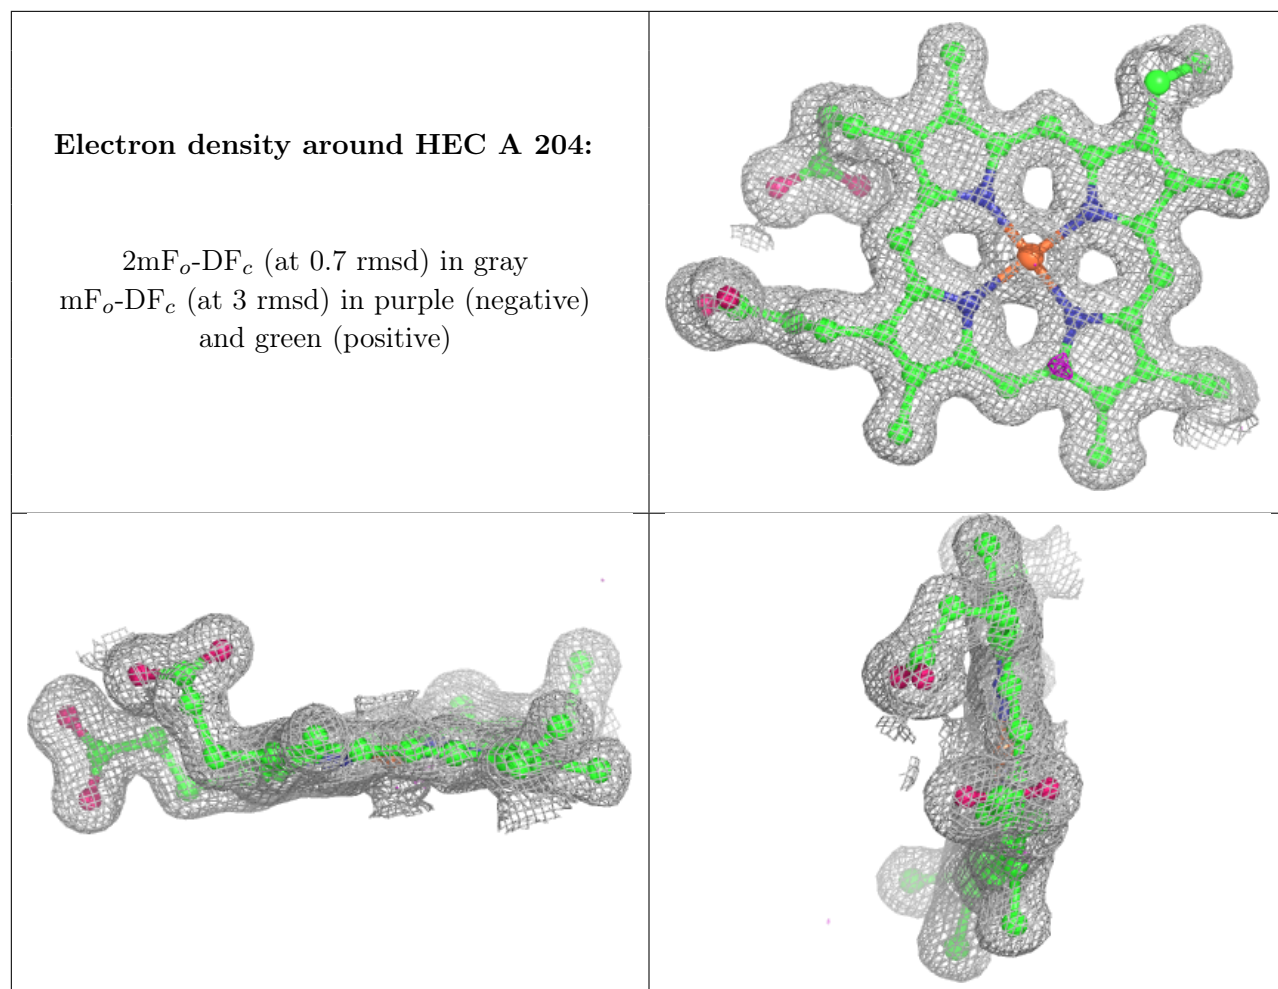 Electron density around HEC A 204:
2mFo-DFc (at 0.7 rmsd) in gray
mFo-DFc (at 3 rmsd) in purple (negative)
and green (positive)